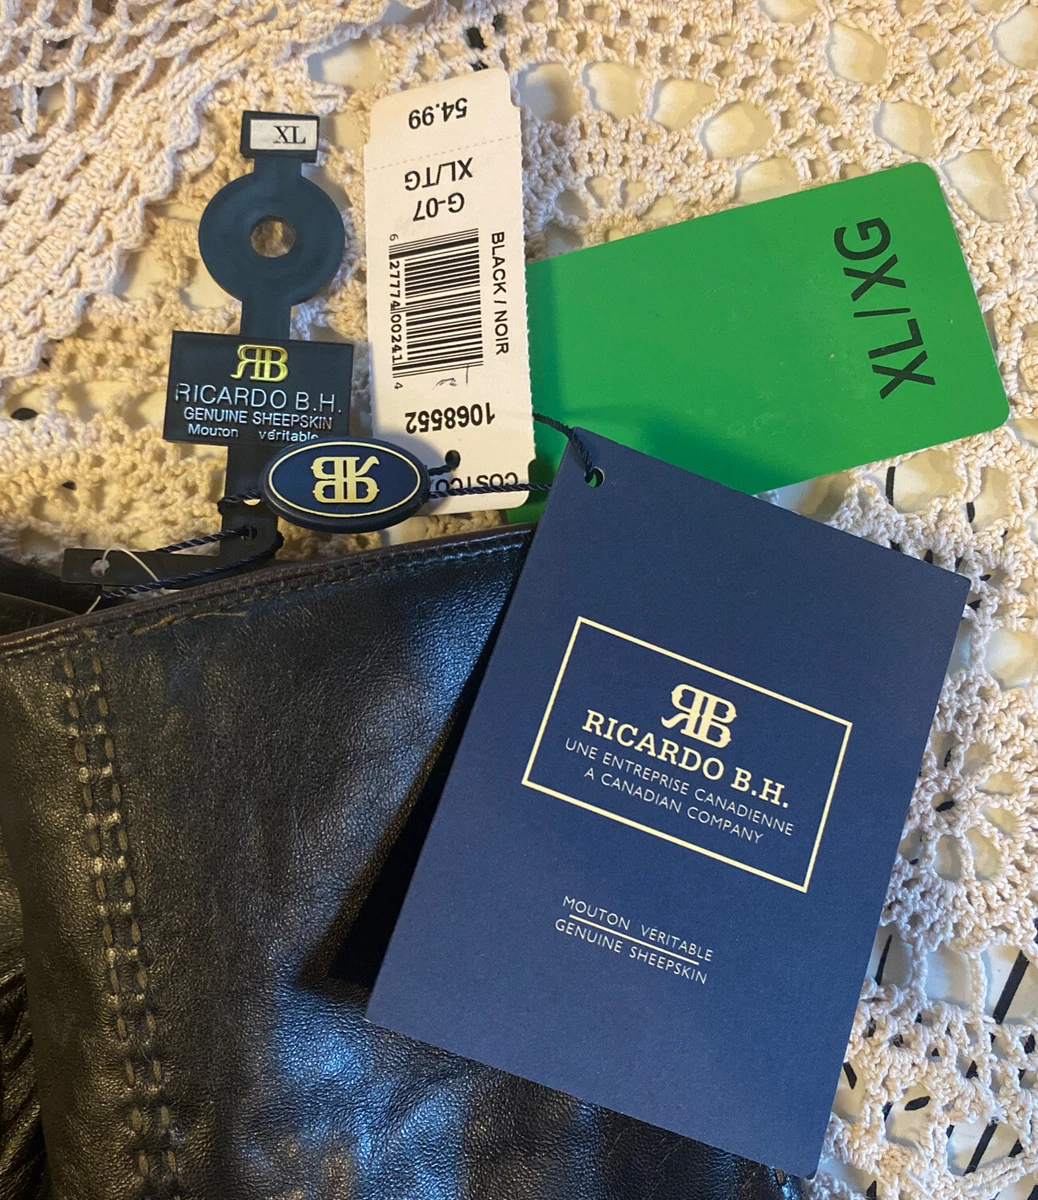 XL
RB
RICARDO B.H.
GENUINE SHEEPSKIN
Mouton véritable
RB
54.99
XL/TG
G-07
BLACK / NOIR
6 27774 00241 4
1068552
COSTCO
XL/XG
RB
RICARDO B.H.
UNE ENTREPRISE CANADIENNE
A CANADIAN COMPANY
MOUTON VERITABLE
GENUINE SHEEPSKIN